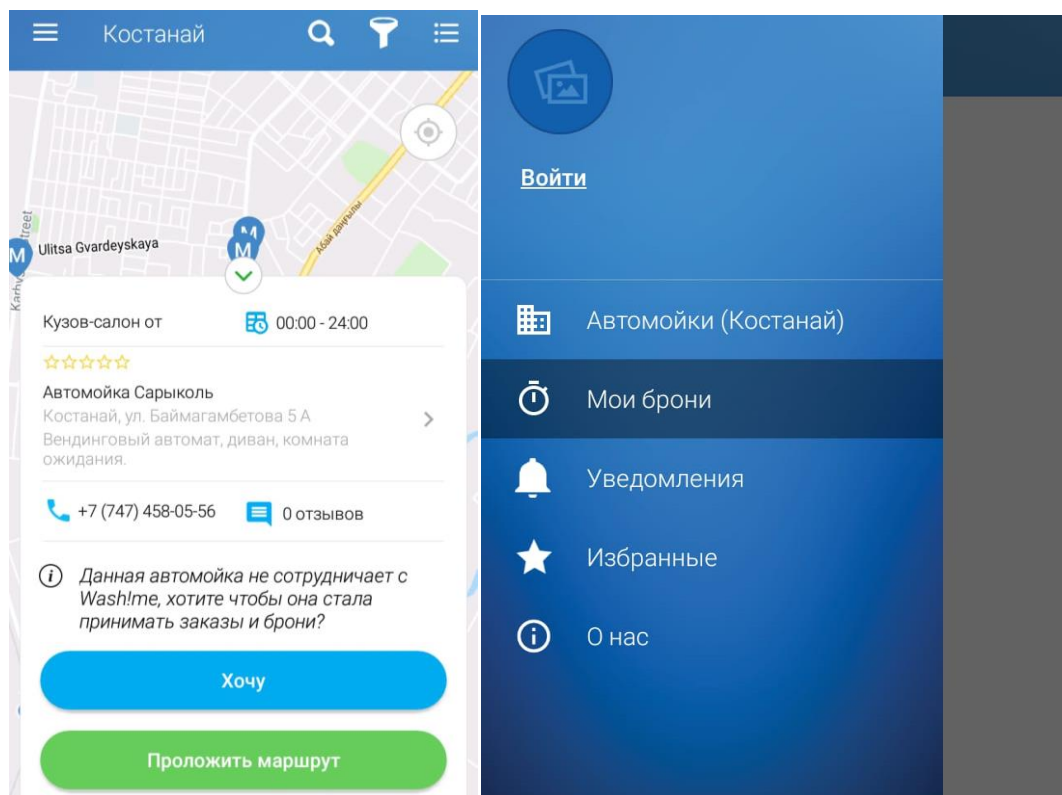 Костанай
Ulitsa Gvardeyskaya
Абай даңғылы
M
M
M
Кузов-салон от
00:00 - 24:00
Автомойка Сарыколь
Костанай, ул. Баймагамбетова 5 А
Вендинговый автомат, диван, комната
ожидания.
+7 (747) 458-05-56
0 отзывов
Данная автомойка не сотрудничает с
Wash!me, хотите чтобы она стала
принимать заказы и брони?
Хочу
Проложить маршрут
Войти
Автомойки (Костанай)
Мои брони
Уведомления
Избранные
О нас